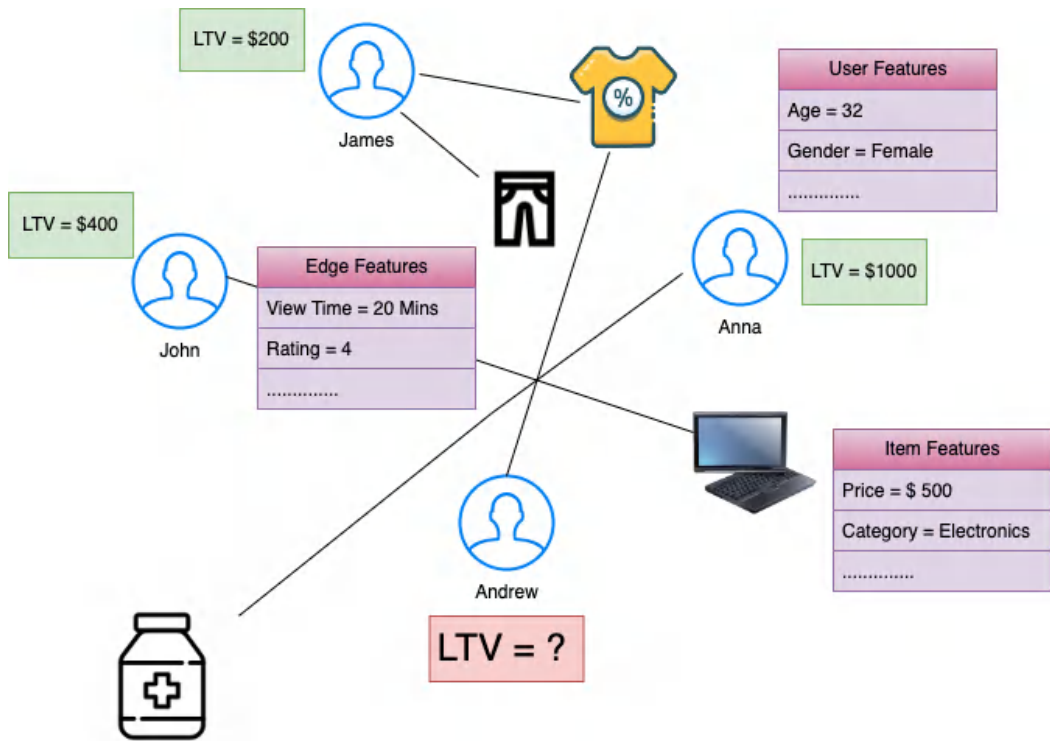 LTV = $200
James
%
User Features
Age = 32
Gender = Female
..............
LTV = $400
John
Edge Features
View Time = 20 Mins
Rating = 4
..............
Anna
LTV = $1000
Item Features
Price = $ 500
Category = Electronics
..............
Andrew
LTV = ?